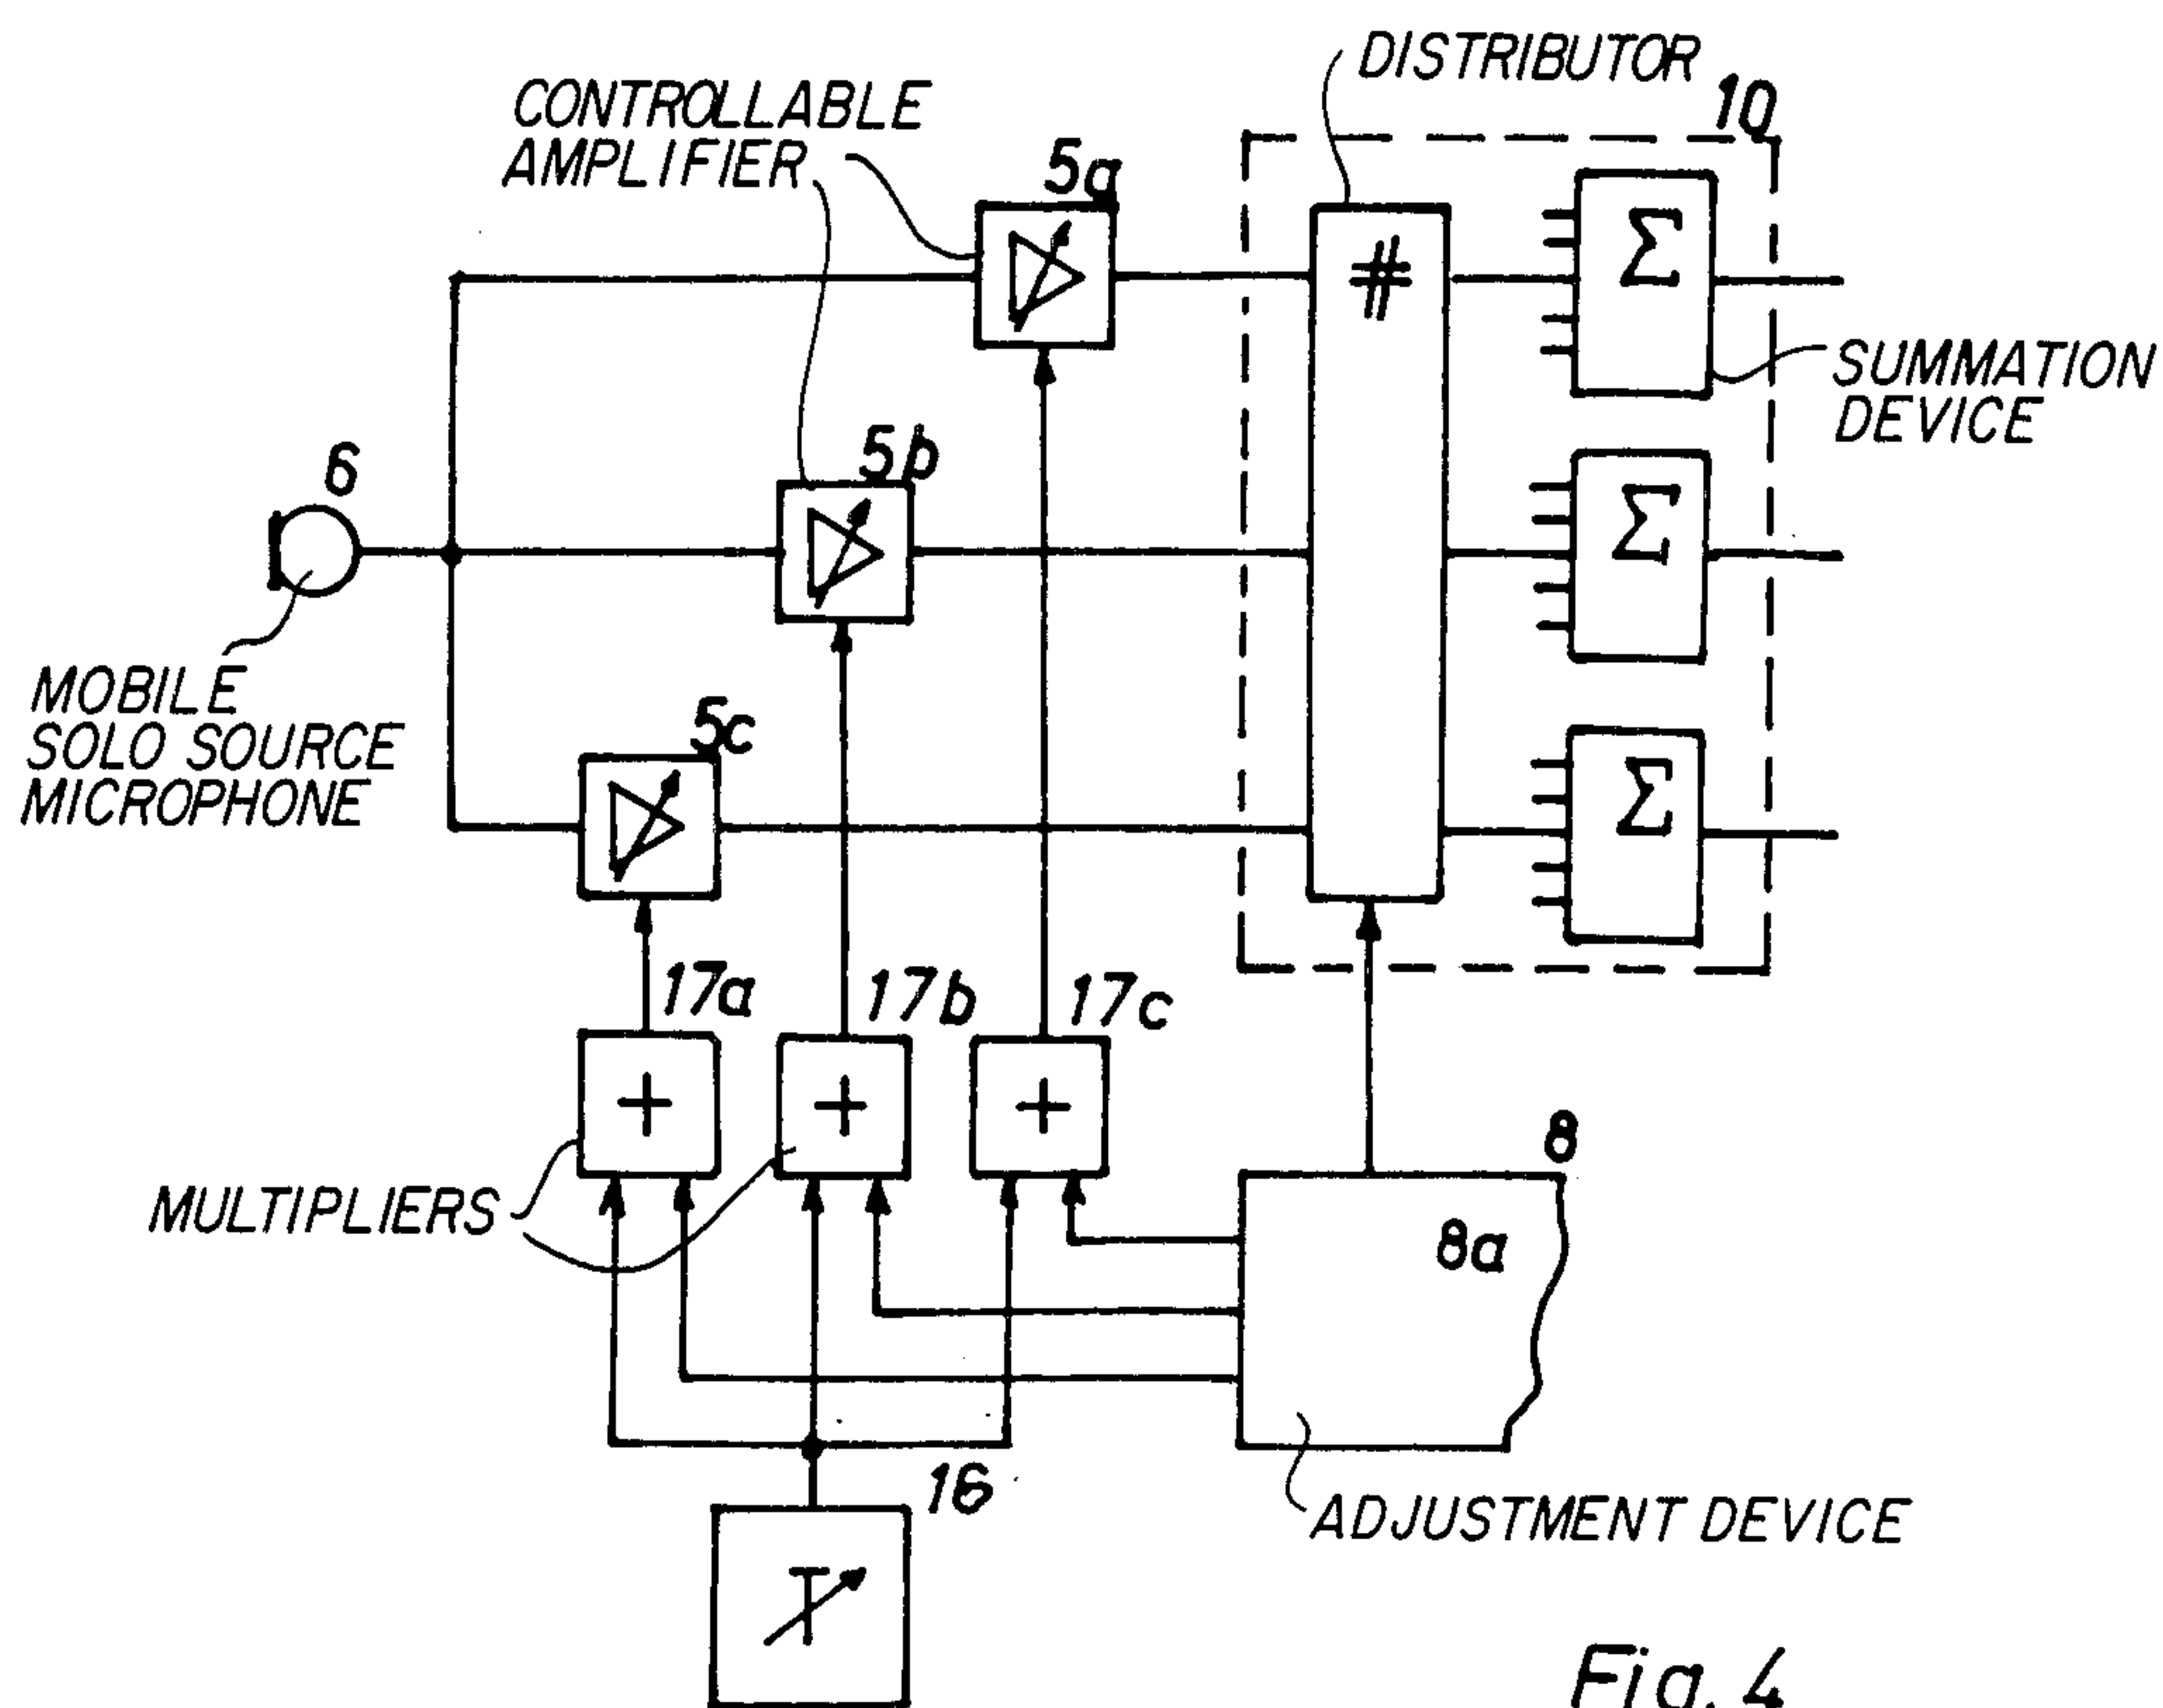 DISTRIBUTOR
10
CONTROLLABLE
AMPLIFIER
5a
#
Σ
SUMMATION
DEVICE
6
5b
Σ
MOBILE
SOLO SOURCE
MICROPHONE
5c
Σ
17a
17b
17c
+
+
+
8
MULTIPLIERS
8a
16
ADJUSTMENT DEVICE
T
Fig. 4